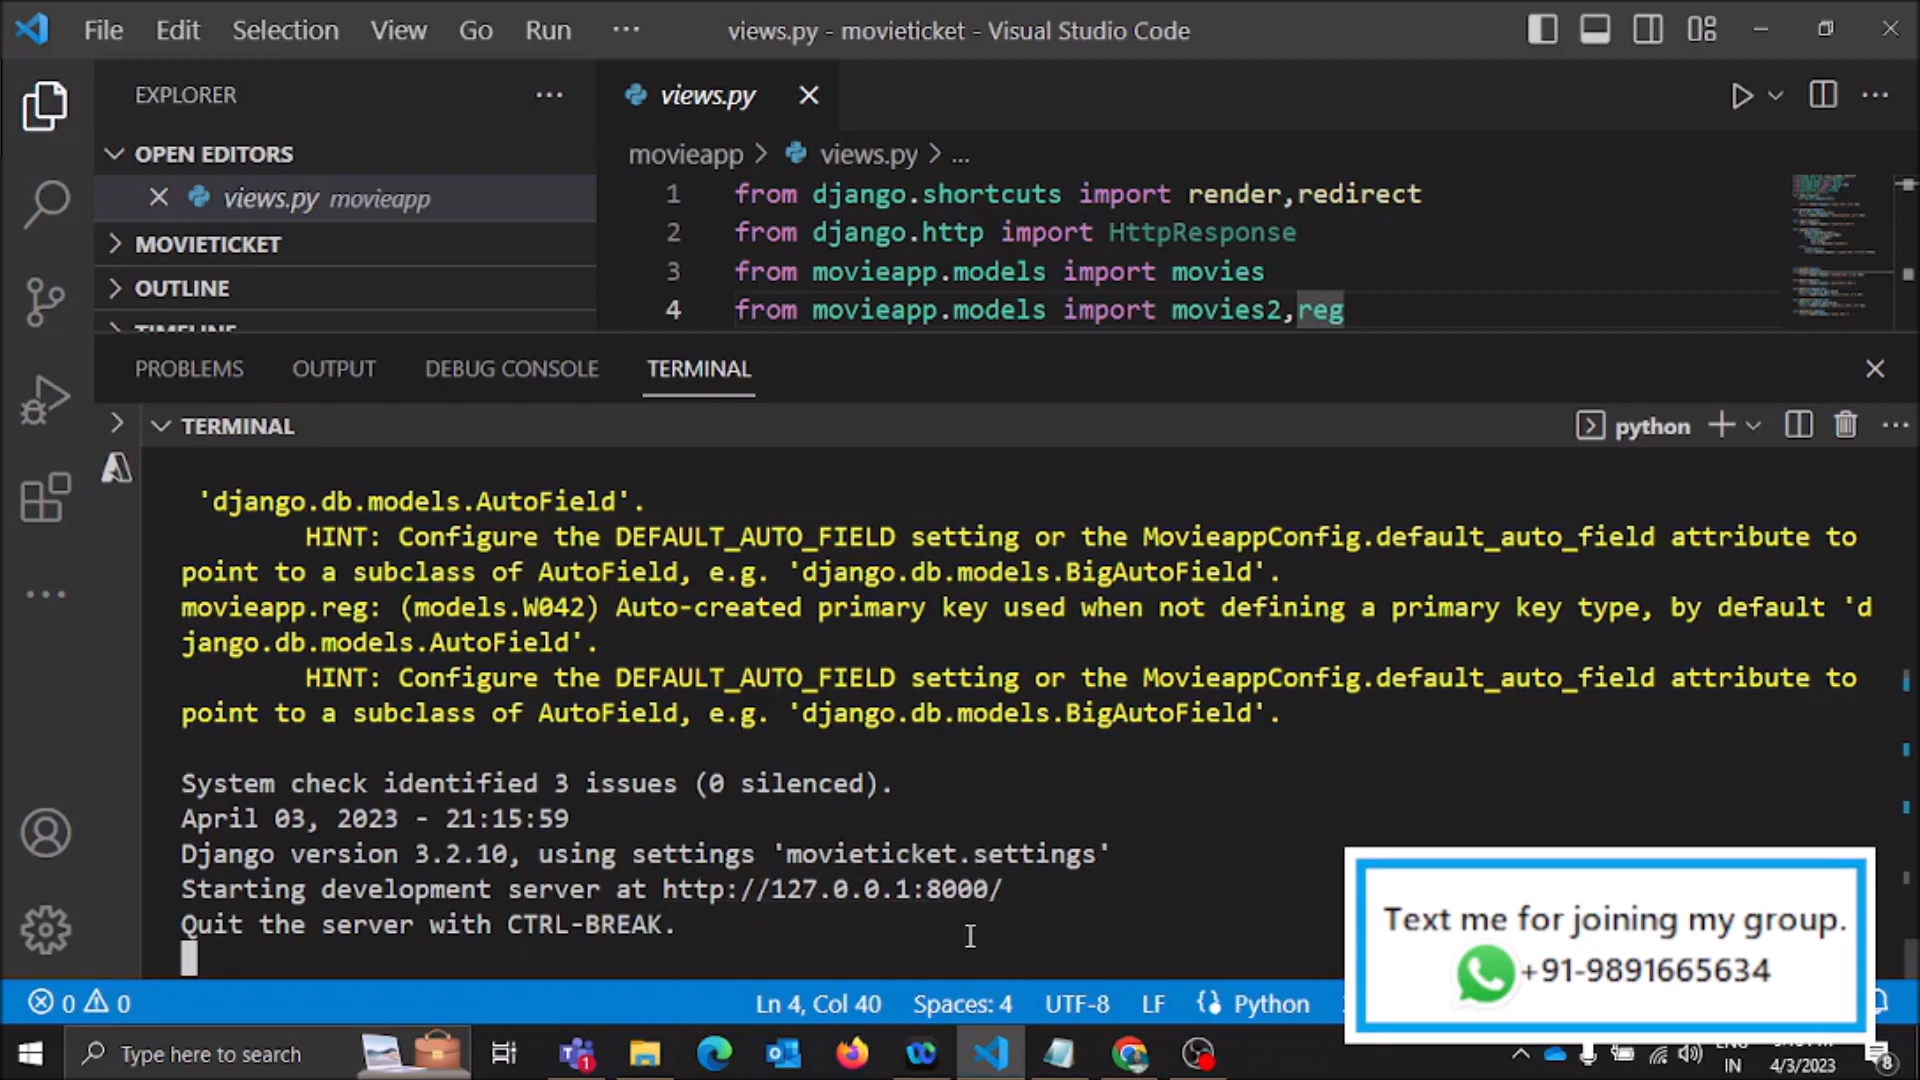 File Edit Selection View Go Run ··· views.py - movieticket - Visual Studio Code
EXPLORER ···
views.py
OPEN EDITORS
views.py movieapp
MOVIETICKET
OUTLINE
TIMELINE
movieapp > views.py > ...
1 from django.shortcuts import render,redirect
2 from django.http import HttpResponse
3 from movieapp.models import movies
4 from movieapp.models import movies2,reg
PROBLEMS OUTPUT DEBUG CONSOLE TERMINAL
TERMINAL
python
'django.db.models.AutoField'.
HINT: Configure the DEFAULT_AUTO_FIELD setting or the MovieappConfig.default_auto_field attribute to
point to a subclass of AutoField, e.g. 'django.db.models.BigAutoField'.
movieapp.reg: (models.W042) Auto-created primary key used when not defining a primary key type, by default 'd
jango.db.models.AutoField'.
HINT: Configure the DEFAULT_AUTO_FIELD setting or the MovieappConfig.default_auto_field attribute to
point to a subclass of AutoField, e.g. 'django.db.models.BigAutoField'.
System check identified 3 issues (0 silenced).
April 03, 2023 - 21:15:59
Django version 3.2.10, using settings 'movieticket.settings'
Starting development server at http://127.0.0.1:8000/
Quit the server with CTRL-BREAK.
Text me for joining my group.
+91-9891665634
0 0 Ln 4, Col 40 Spaces: 4 UTF-8 LF Python
Type here to search
1
IN
4/3/2023
8